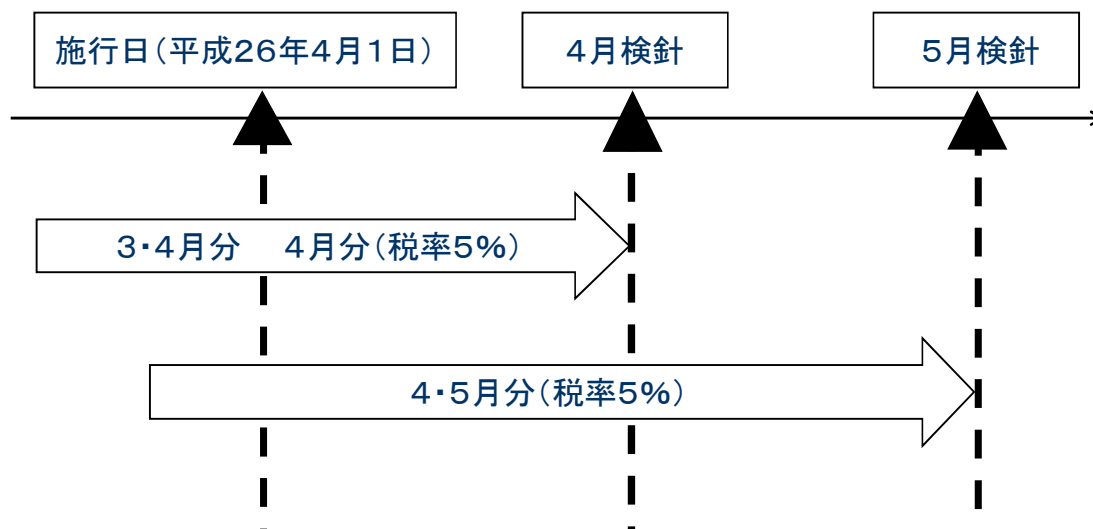 施行日（平成２６年４月１日）
４月検針
５月検針
３・４月分　４月分（税率５％）
４・５月分（税率５％）